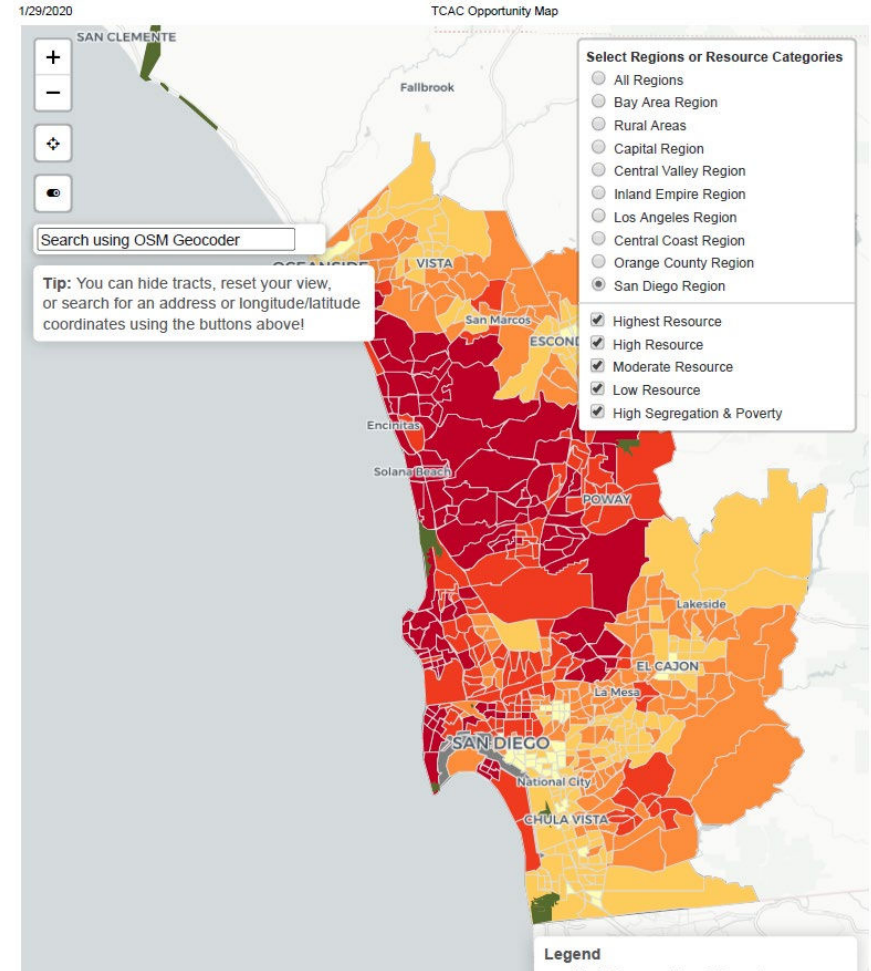 1/29/2020
TCAC Opportunity Map
SAN CLEMENTE
+
−
Fallbrook
Select Regions or Resource Categories
All Regions
Bay Area Region
Rural Areas
Capital Region
Central Valley Region
Inland Empire Region
Los Angeles Region
Central Coast Region
Orange County Region
San Diego Region
Highest Resource
High Resource
Moderate Resource
Low Resource
High Segregation & Poverty
Search using OSM Geocoder
OCEANSIDE
VISTA
Tip: You can hide tracts, reset your view,
or search for an address or longitude/latitude
coordinates using the buttons above!
San Marcos
ESCOND
Encinitas
Solana Beach
POWAY
Lakeside
EL CAJON
La Mesa
SAN DIEGO
National City
CHULA VISTA
Legend